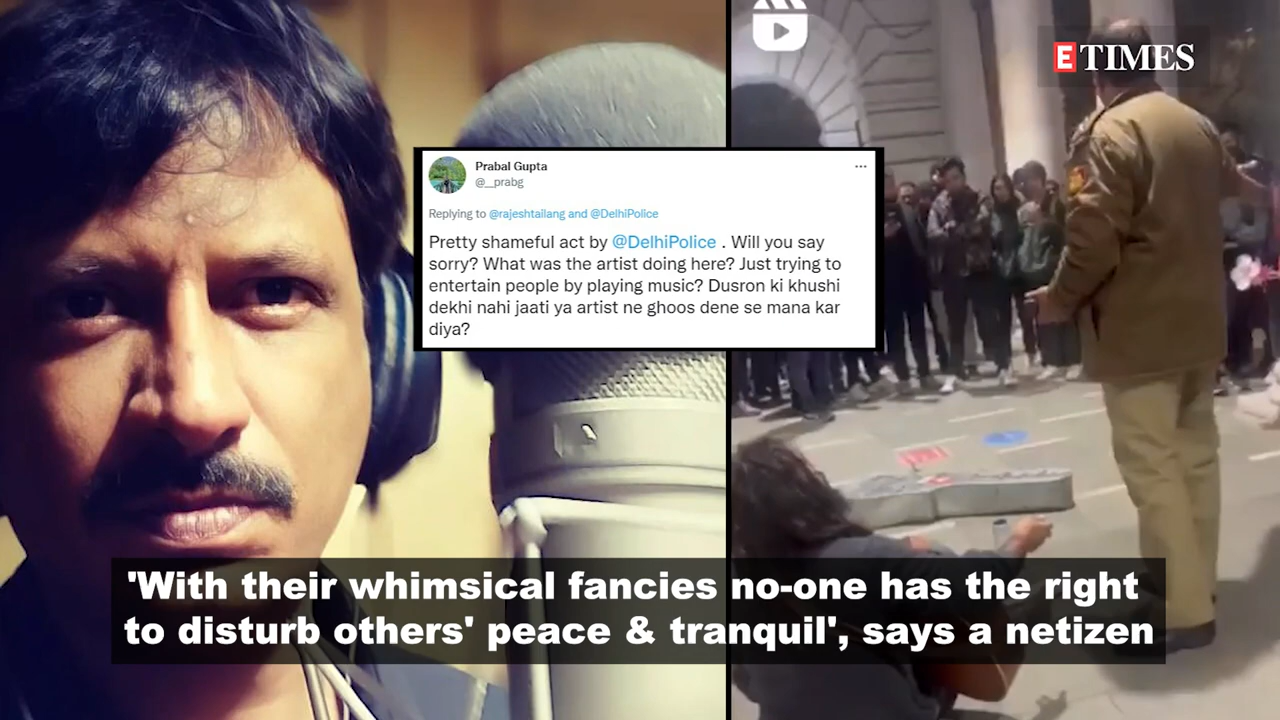 E TIMES
Prabal Gupta
@__prabg
Replying to @rajeshtailang and @DelhiPolice
Pretty shameful act by @DelhiPolice . Will you say
sorry? What was the artist doing here? Just trying to
entertain people by playing music? Dusron ki khushi
dekhi nahi jaati ya artist ne ghoos dene se mana kar
diya?
'With their whimsical fancies no-one has the right
to disturb others' peace & tranquil', says a netizen